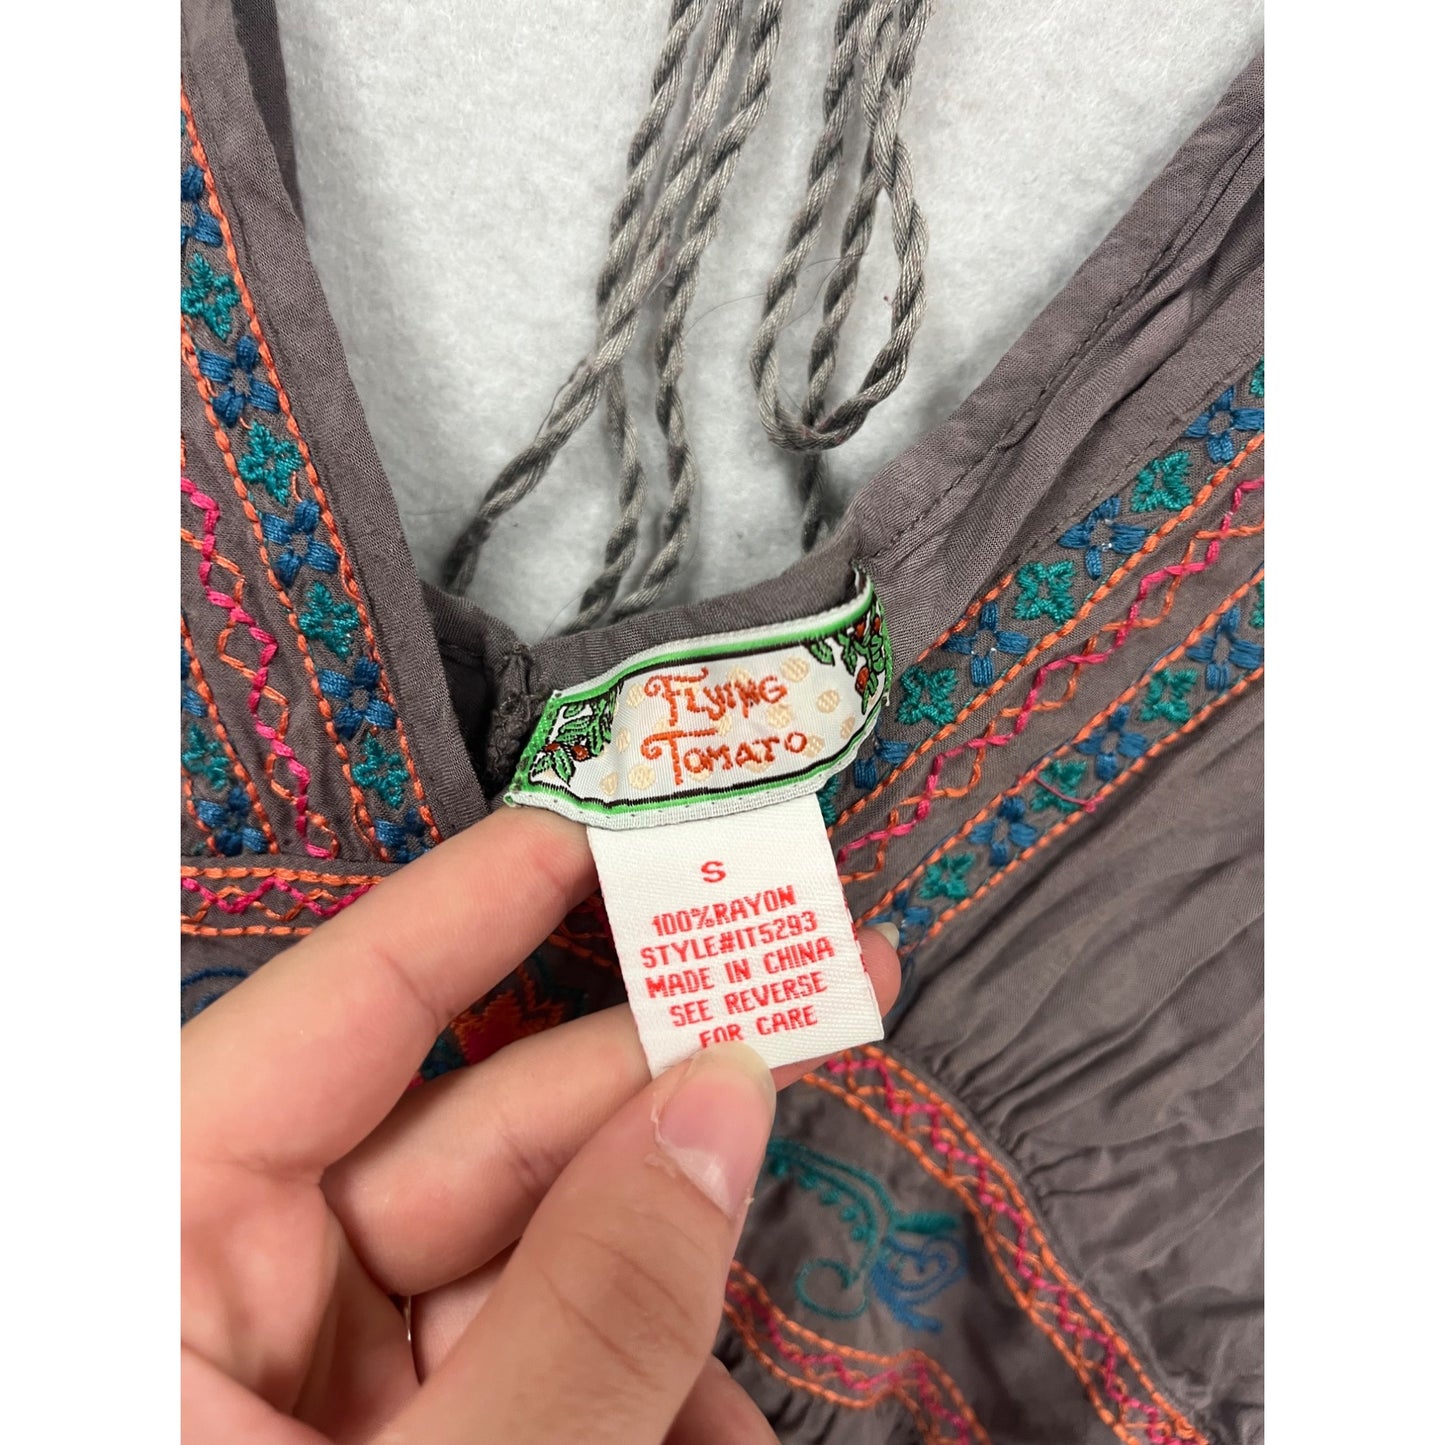 FLYING
TOMATO
S
100%RAYON
STYLE#IT5293
MADE IN CHINA
SEE REVERSE
FOR CARE